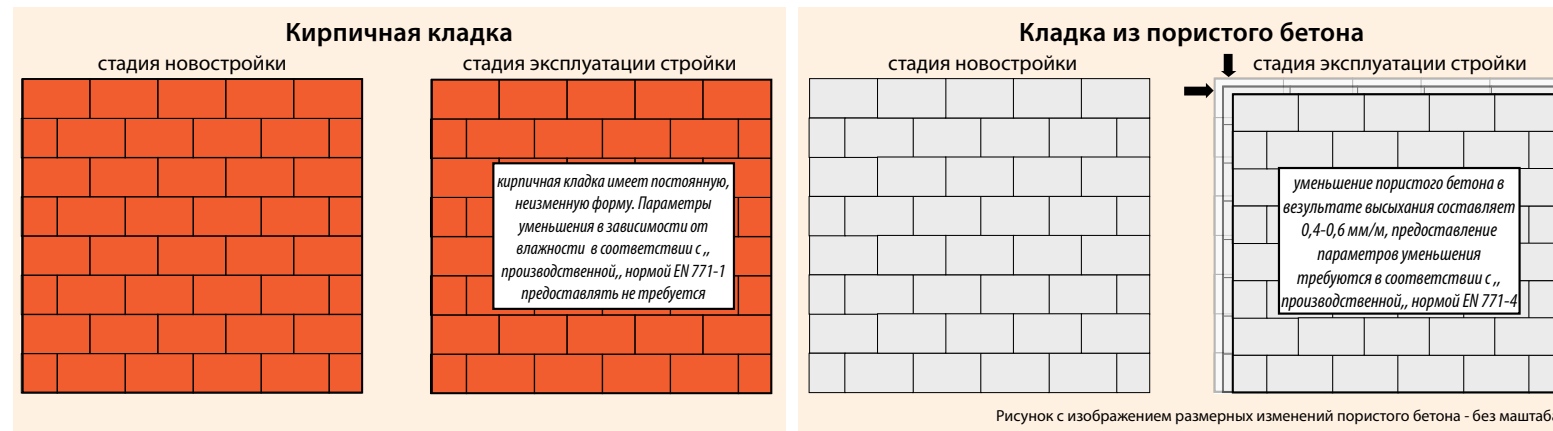 Кирпичная кладка
стадия новостройки
стадия эксплуатации стройки
кирпичная кладка имеет постоянную,
неизменную форму. Параметры
уменьшения в зависимости от
влажности в соответствии с ,,
производственной,, нормой EN 771-1
предоставлять не требуется
Кладка из пористого бетона
стадия новостройки
стадия эксплуатации стройки
уменьшение пористого бетона в
везультате высыхания составляет
0,4-0,6 мм/м, предоставление
параметров уменьшения
требуются в соответствии с ,,
производственной,, нормой EN 771-4
Рисунок с изображением размерных изменений пористого бетона - без маштаба